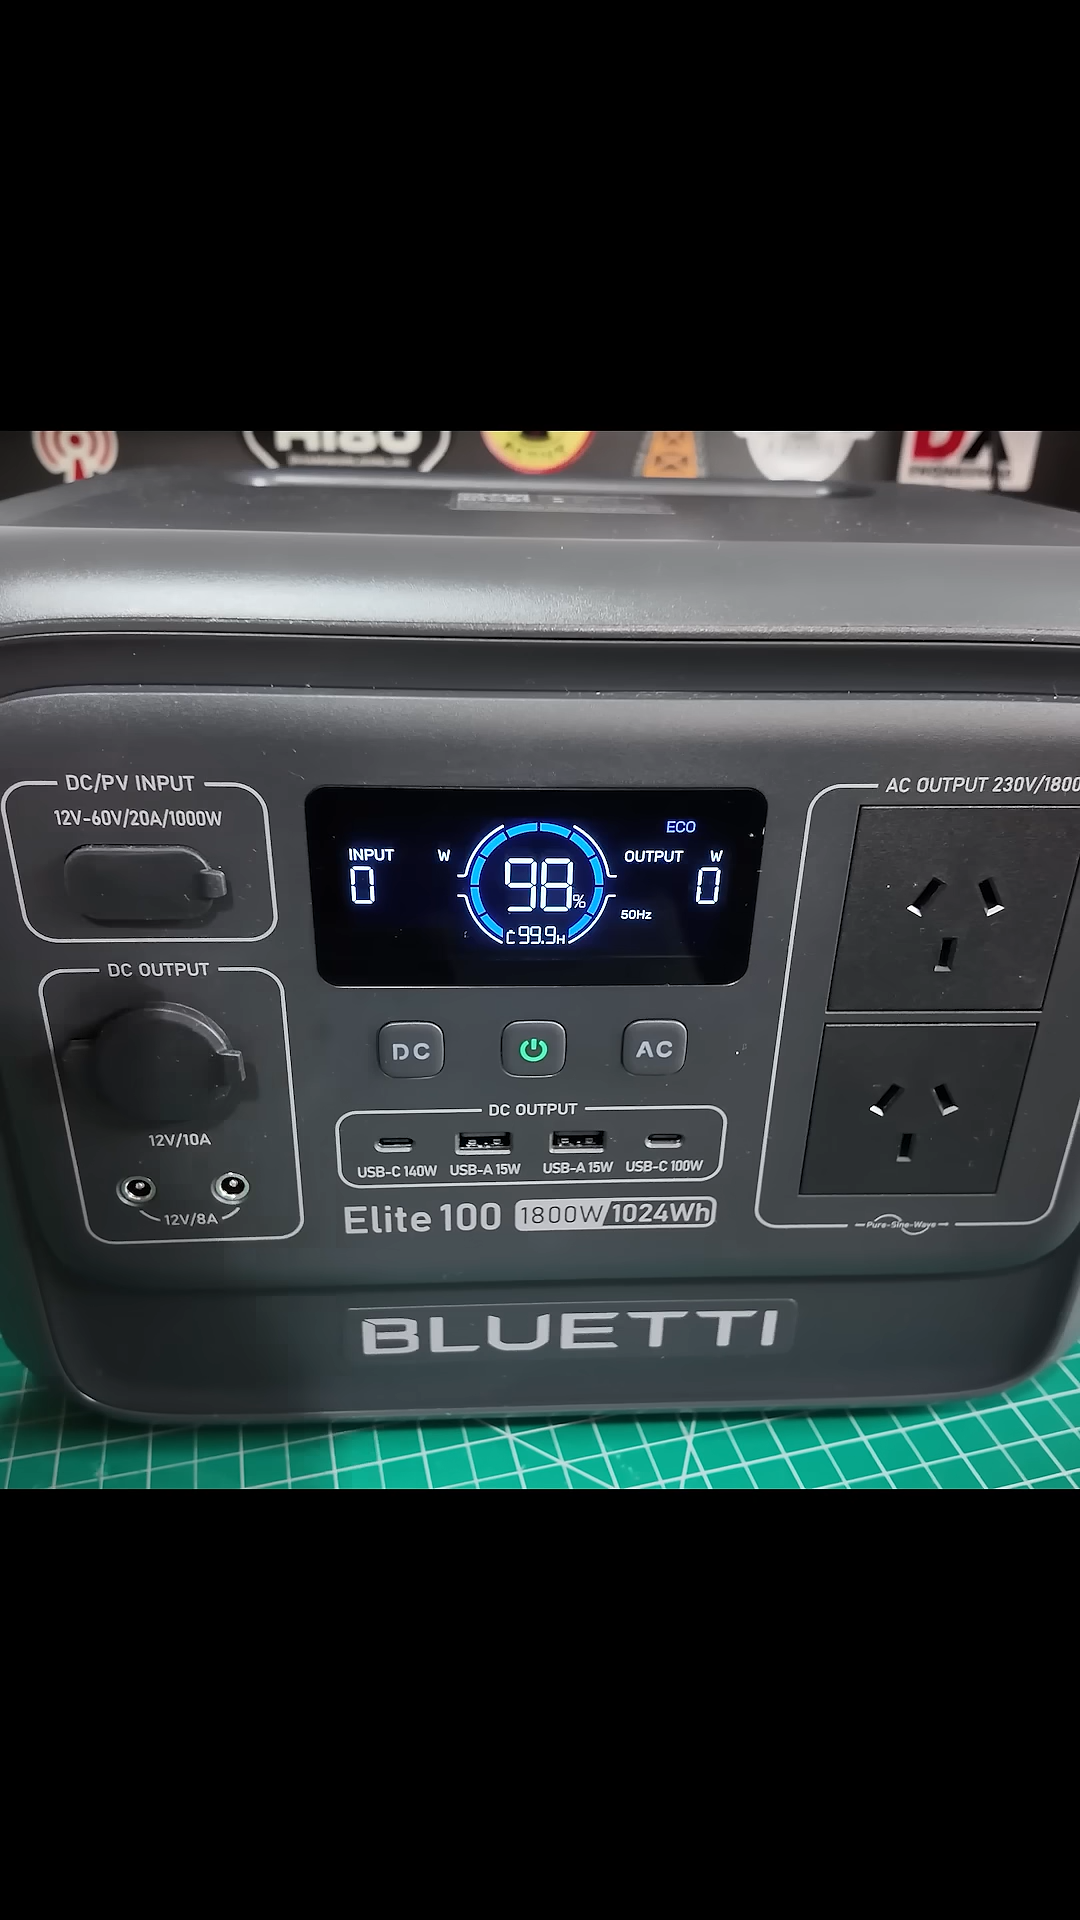 DC/PV INPUT
12V-60V/20A/1000W
INPUT W
0
98%
99.9H
ECO
OUTPUT W
0
50Hz
AC OUTPUT 230V/1800
DC OUTPUT
12V/10A
12V/8A
DC
AC
DC OUTPUT
USB-C 140W USB-A 15W USB-A 15W USB-C 100W
Elite 100 1800W/1024Wh
Pure-Sine-Wave
BLUETTI